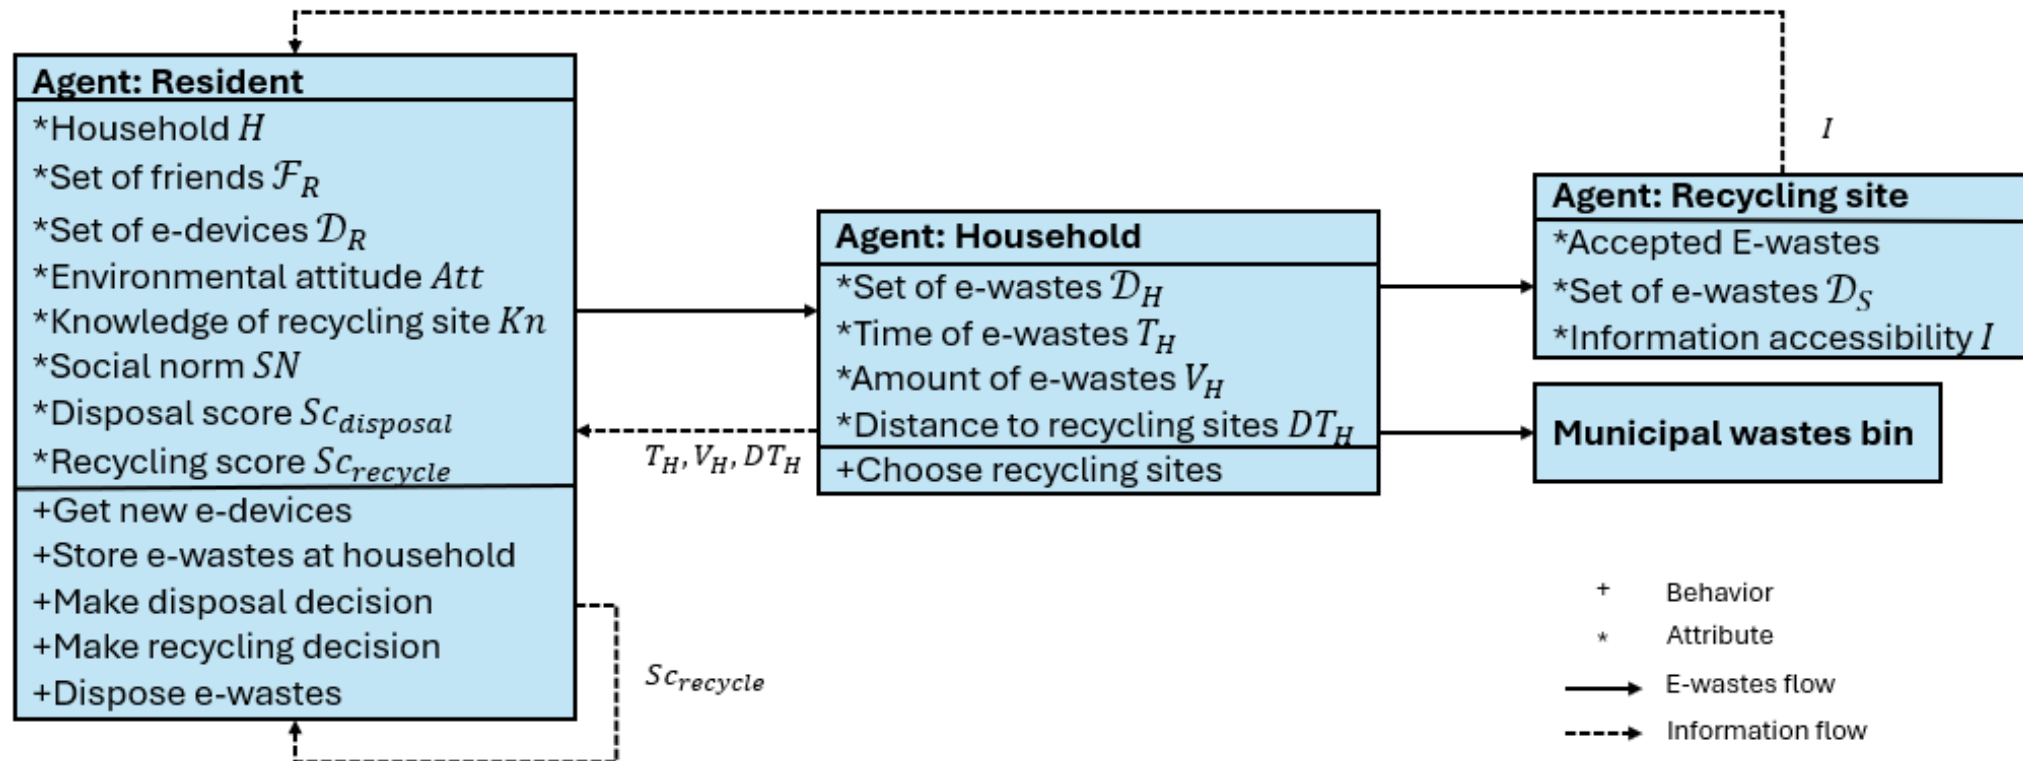 Agent: Resident
*Household H
*Set of friends ℱ_R
*Set of e-devices 𝒟_R
*Environmental attitude Att
*Knowledge of recycling site Kn
*Social norm SN
*Disposal score Sc_disposal
*Recycling score Sc_recycle
+Get new e-devices
+Store e-wastes at household
+Make disposal decision
+Make recycling decision
+Dispose e-wastes
Sc_recycle
T_H, V_H, DT_H
Agent: Household
*Set of e-wastes 𝒟_H
*Time of e-wastes T_H
*Amount of e-wastes V_H
*Distance to recycling sites DT_H
+Choose recycling sites
I
Agent: Recycling site
*Accepted E-wastes
*Set of e-wastes 𝒟_S
*Information accessibility I
Municipal wastes bin
+ Behavior
* Attribute
E-wastes flow
Information flow